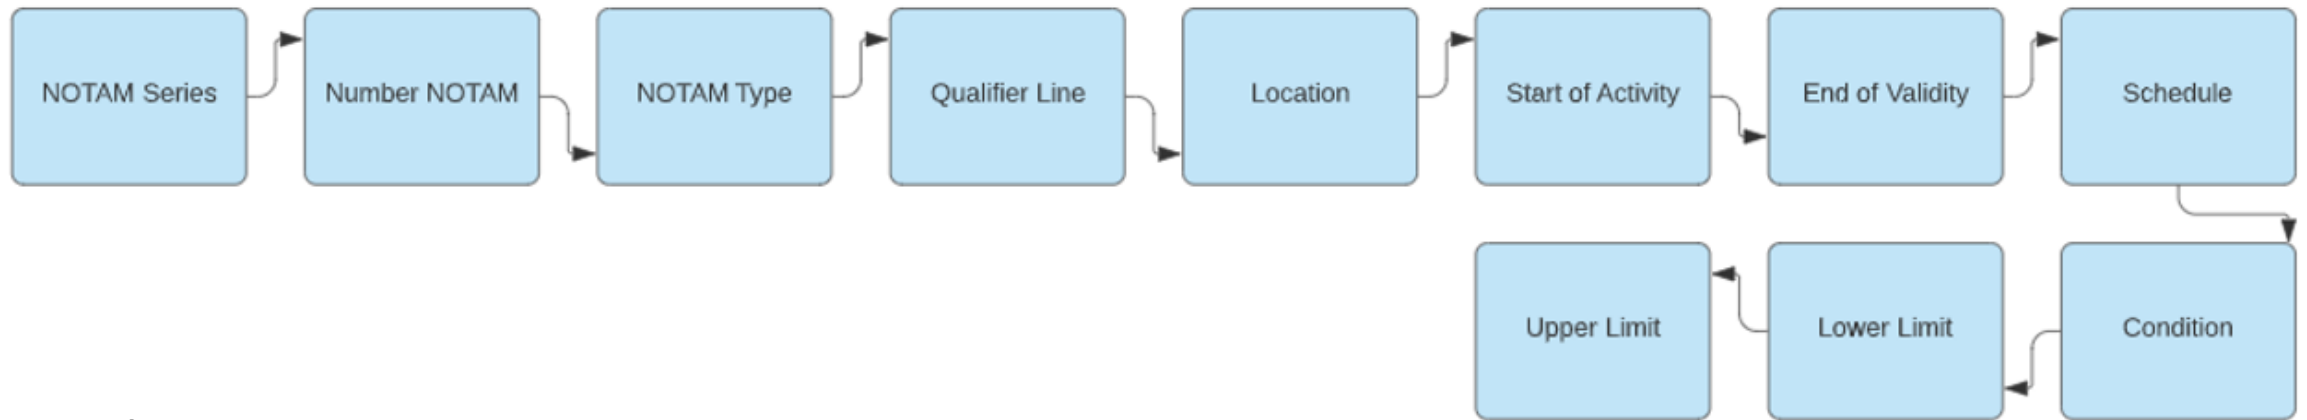 NOTAM Series
Number NOTAM
NOTAM Type
Qualifier Line
Location
Start of Activity
End of Validity
Schedule
Condition
Lower Limit
Upper Limit